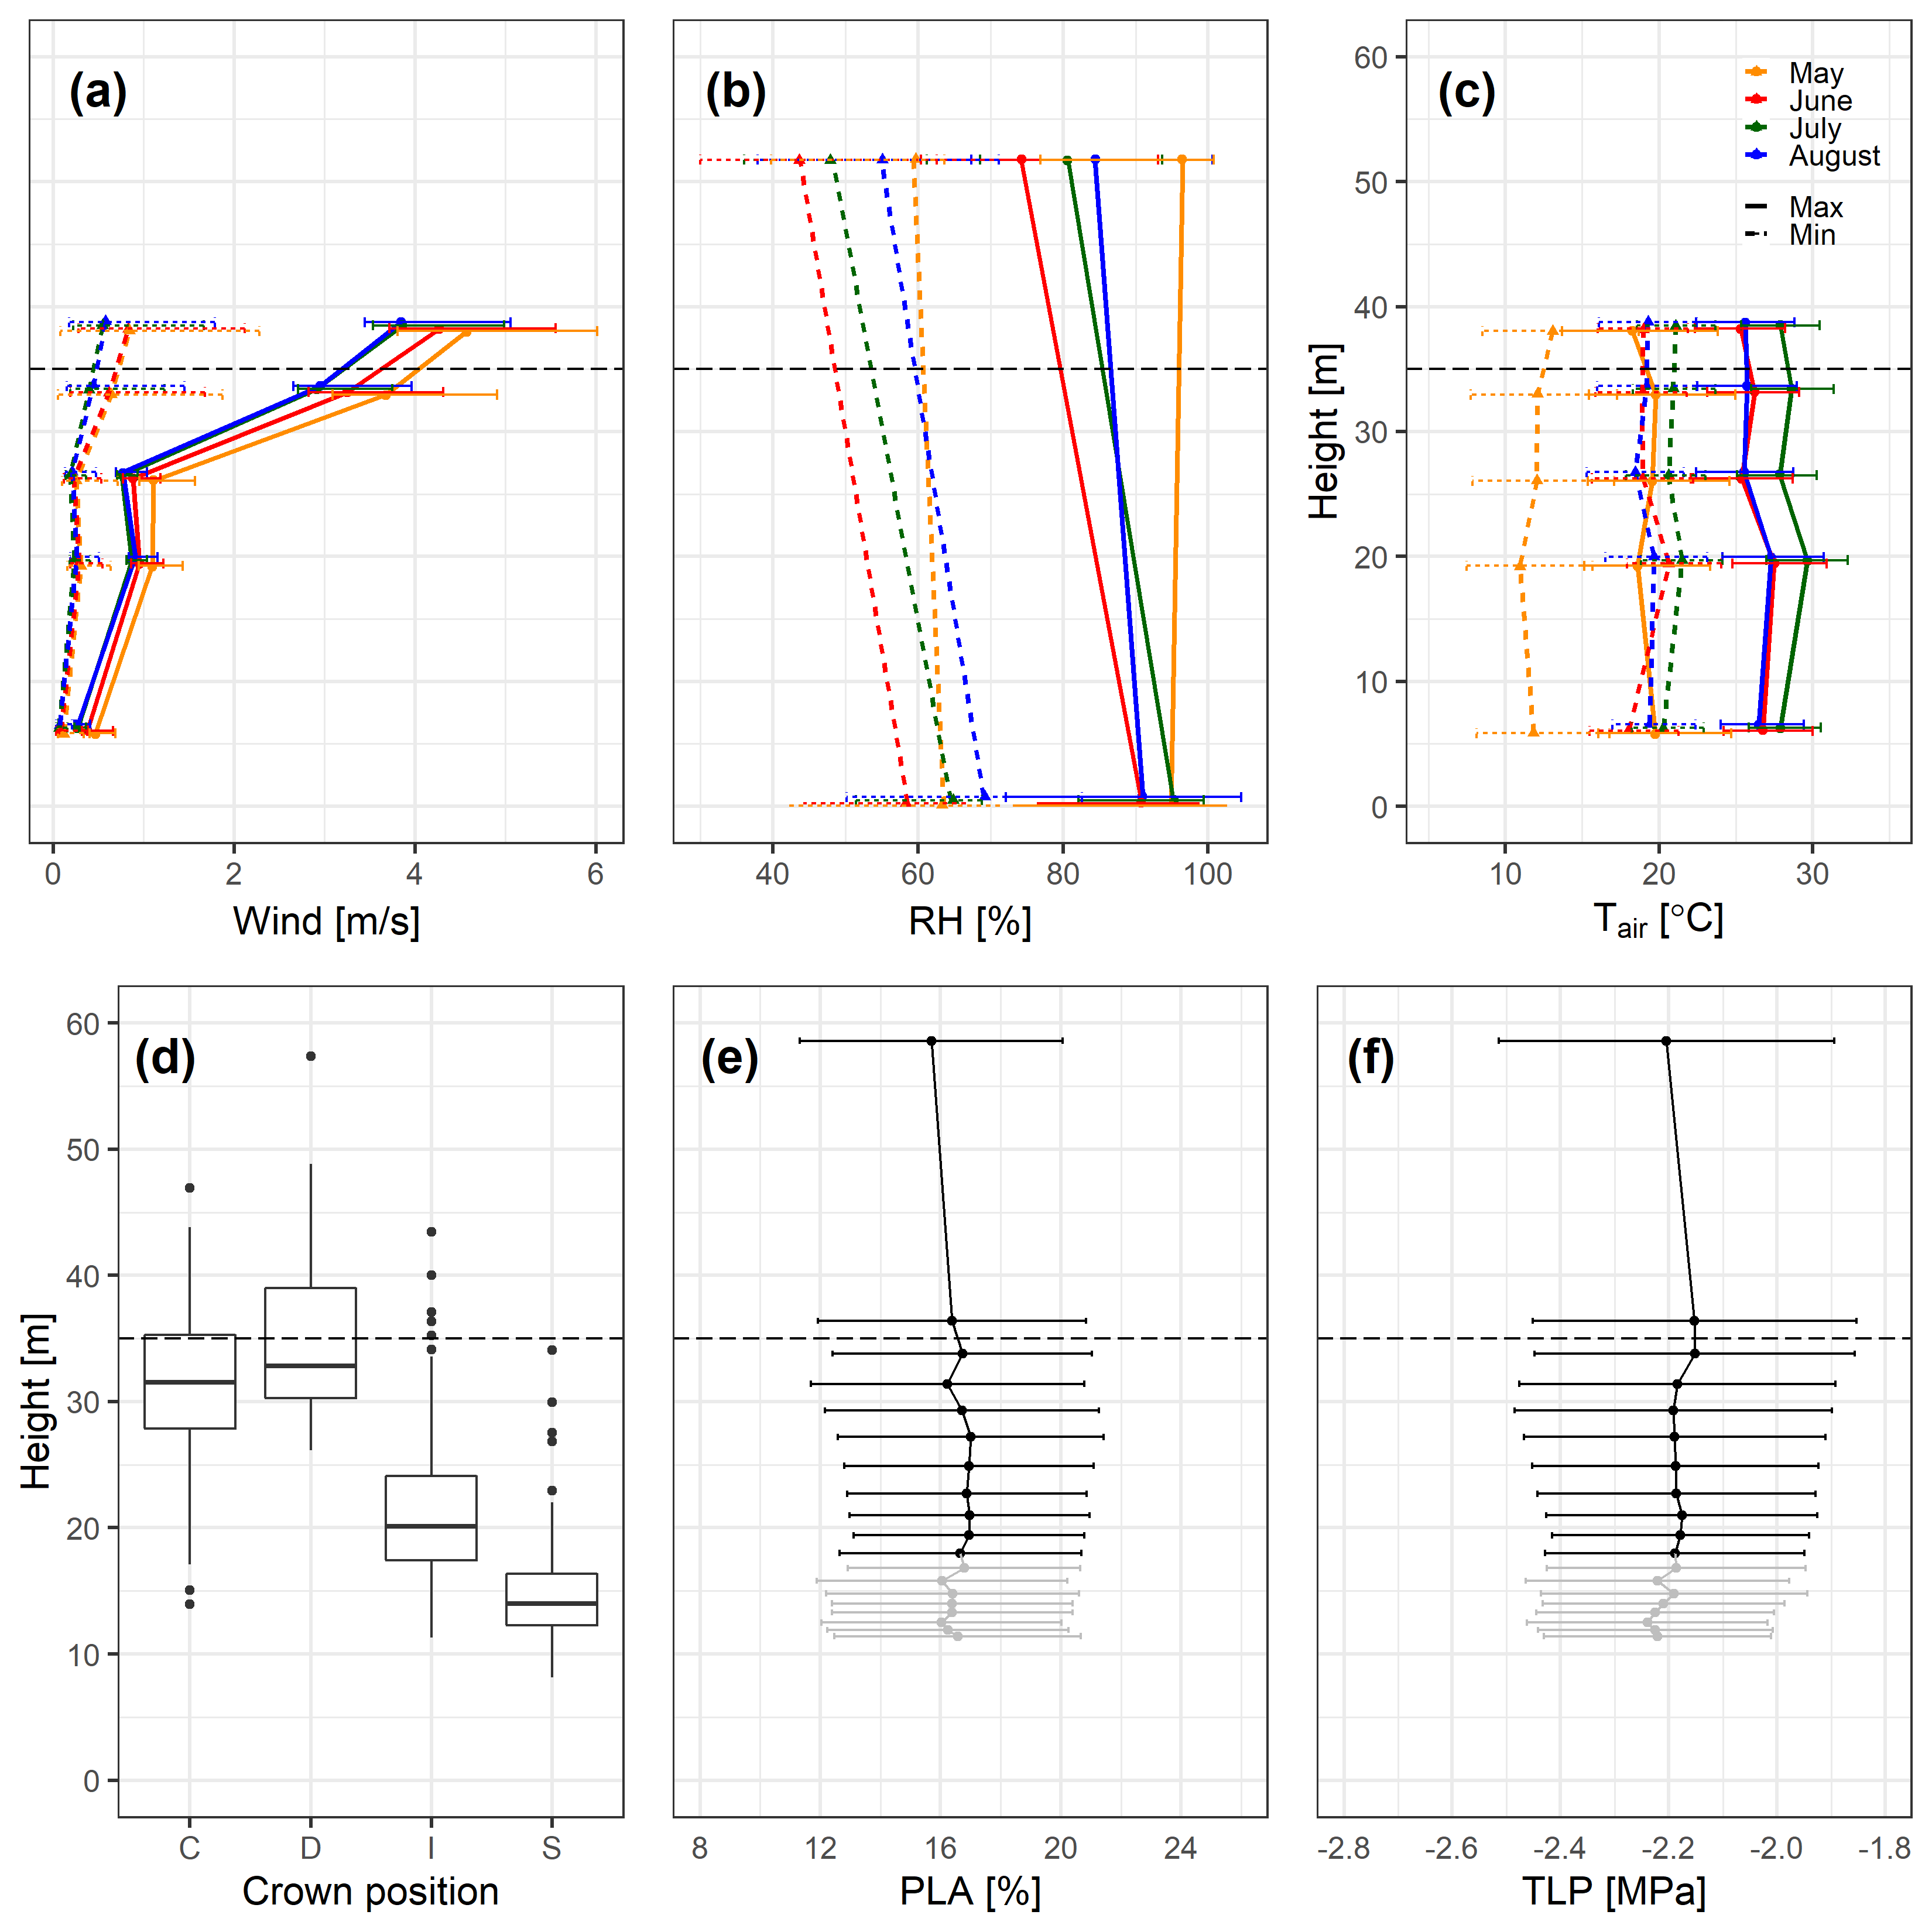 (a)
(b)
(c)
May
June
July
August
Max
Min
Height [m]
60
50
40
30
20
10
0
0 2 4 6
40 60 80 100
10 20 30
Wind [m/s]
RH [%]
Tair [°C]
(d)
(e)
(f)
Height [m]
60
50
40
30
20
10
0
C D I S
8 12 16 20 24
-2.8 -2.6 -2.4 -2.2 -2.0 -1.8
Crown position
PLA [%]
TLP [MPa]